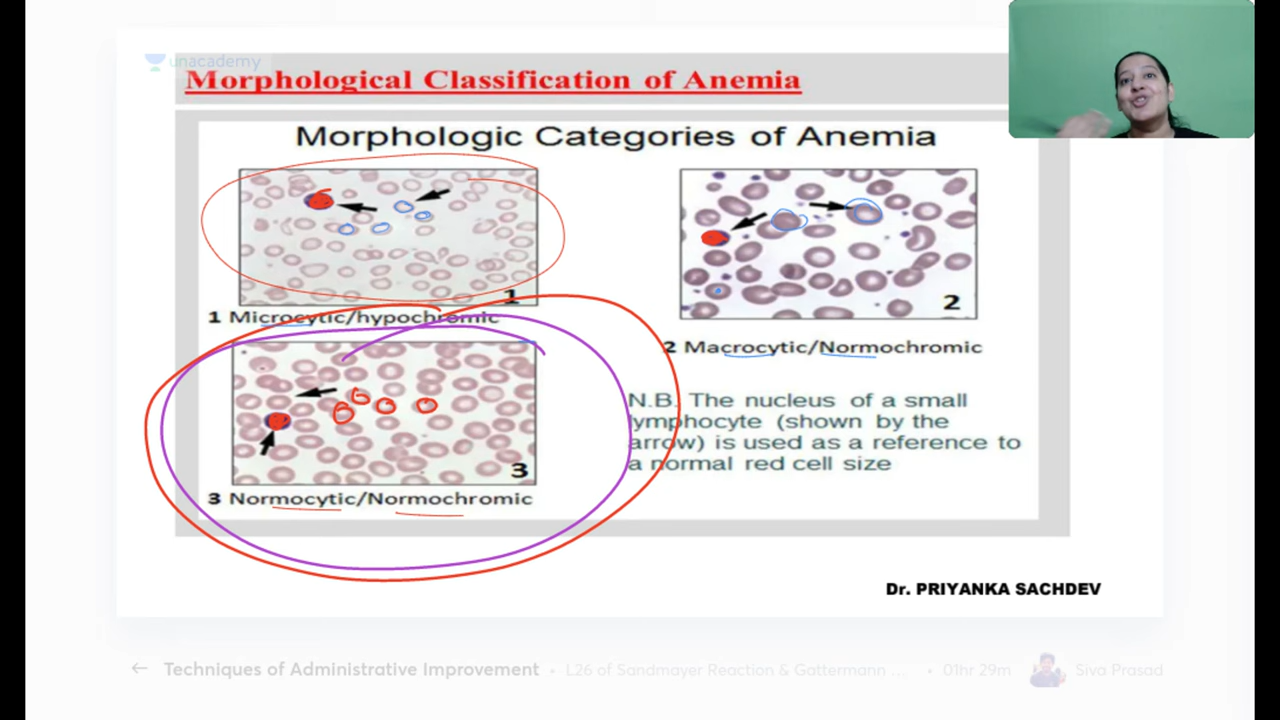 unacademy
Morphological Classification of Anemia
Morphologic Categories of Anemia
1
2
1 Microcytic/hypochromic
2 Macrocytic/Normochromic
3
3 Normocytic/Normochromic
N.B. The nucleus of a small
lymphocyte (shown by the
arrow) is used as a reference to
a normal red cell size
Dr. PRIYANKA SACHDEV
Techniques of Administrative Improvement • L26 of Sandmayer Reaction & Gattermann ... • 01hr 29m Siva Prasad